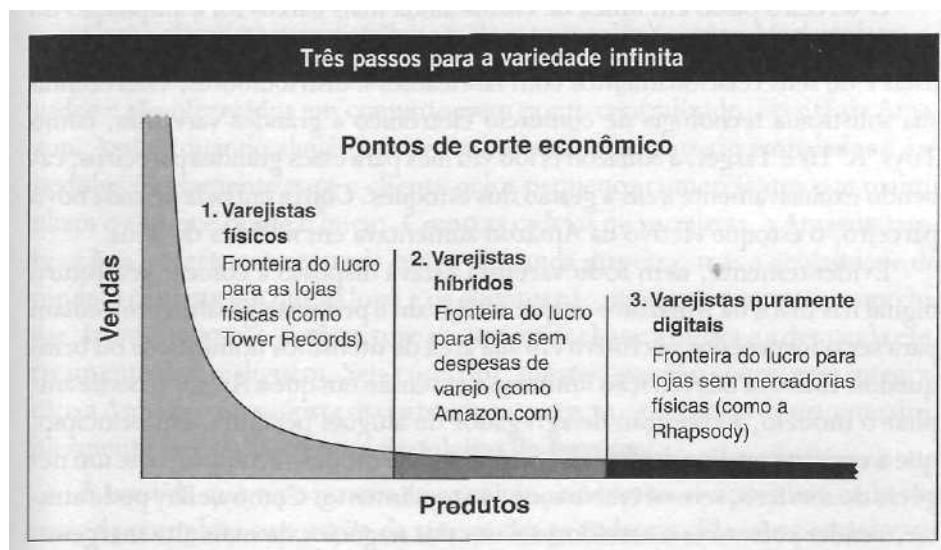 Três passos para a variedade infinita
Pontos de corte econômico
Vendas
1. Varejistas
físicos
Fronteira do lucro
para as lojas
físicas (como
Tower Records)
2. Varejistas
híbridos
Fronteira do lucro
para lojas sem
despesas de
varejo (como
Amazon.com)
3. Varejistas puramente
digitais
Fronteira do lucro para
lojas sem mercadorias
físicas (como a
Rhapsody)
Produtos